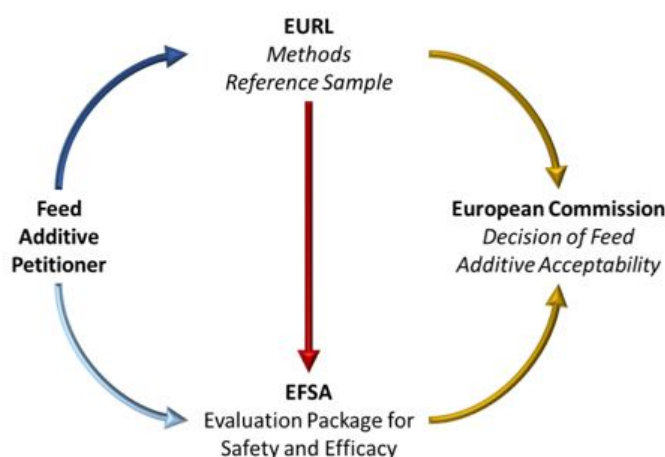 EURL
Methods
Reference Sample
Feed
Additive
Petitioner
European Commission
Decision of Feed
Additive Acceptability
EFSA
Evaluation Package for
Safety and Efficacy